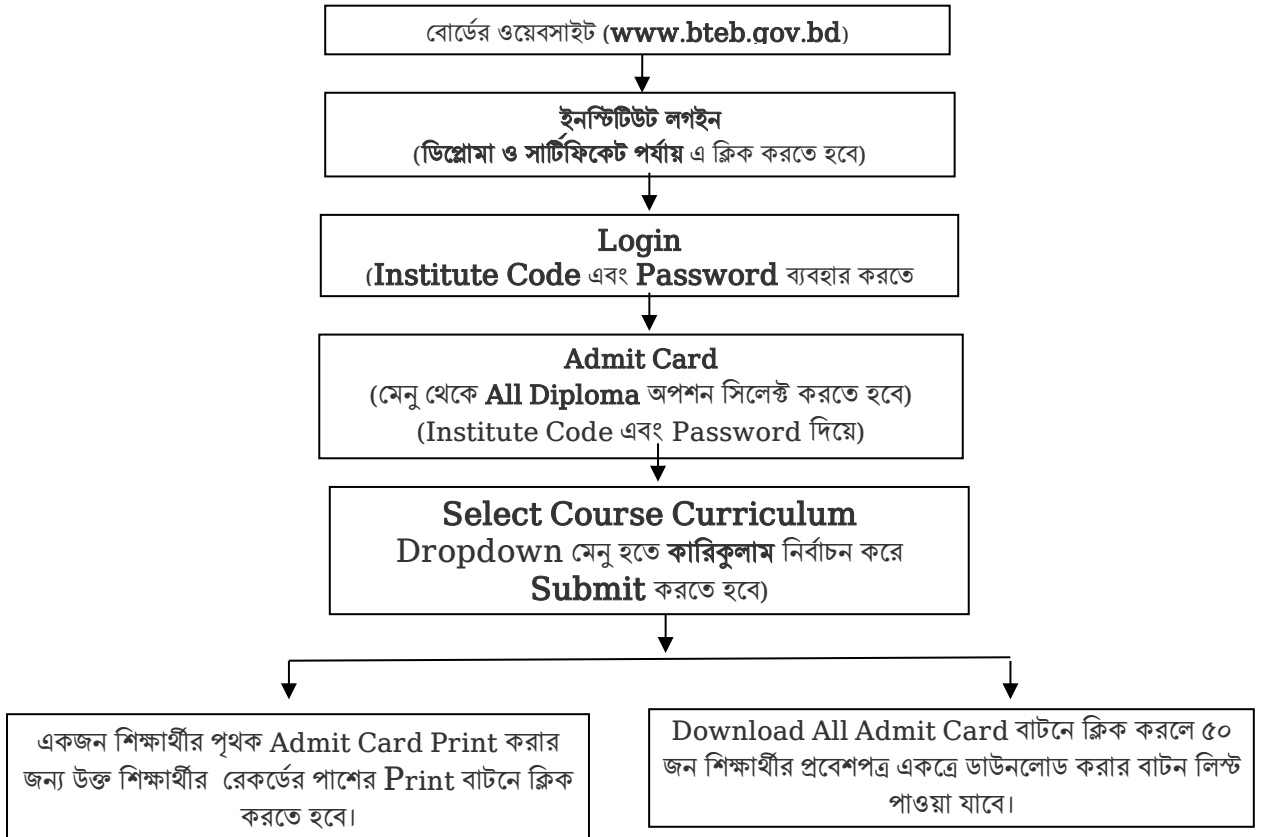 বোর্ডের ওয়েবসাইট (www.bteb.gov.bd)
ইনস্টিটিউট লগইন
(ডিপ্লোমা ও সার্টিফিকেট পর্যায় এ ক্লিক করতে হবে)
Login
(Institute Code এবং Password ব্যবহার করতে
Admit Card
(মেনু থেকে All Diploma অপশন সিলেক্ট করতে হবে)
(Institute Code এবং Password দিয়ে)
Select Course Curriculum
Dropdown মেনু হতে কারিকুলাম নির্বাচন করে
Submit করতে হবে)
একজন শিক্ষার্থীর পৃথক Admit Card Print করার
জন্য উক্ত শিক্ষার্থীর রেকর্ডের পাশের Print বাটনে ক্লিক
করতে হবে।
Download All Admit Card বাটনে ক্লিক করলে ৫০
জন শিক্ষার্থীর প্রবেশপত্র একত্রে ডাউনলোড করার বাটন লিস্ট
পাওয়া যাবে।